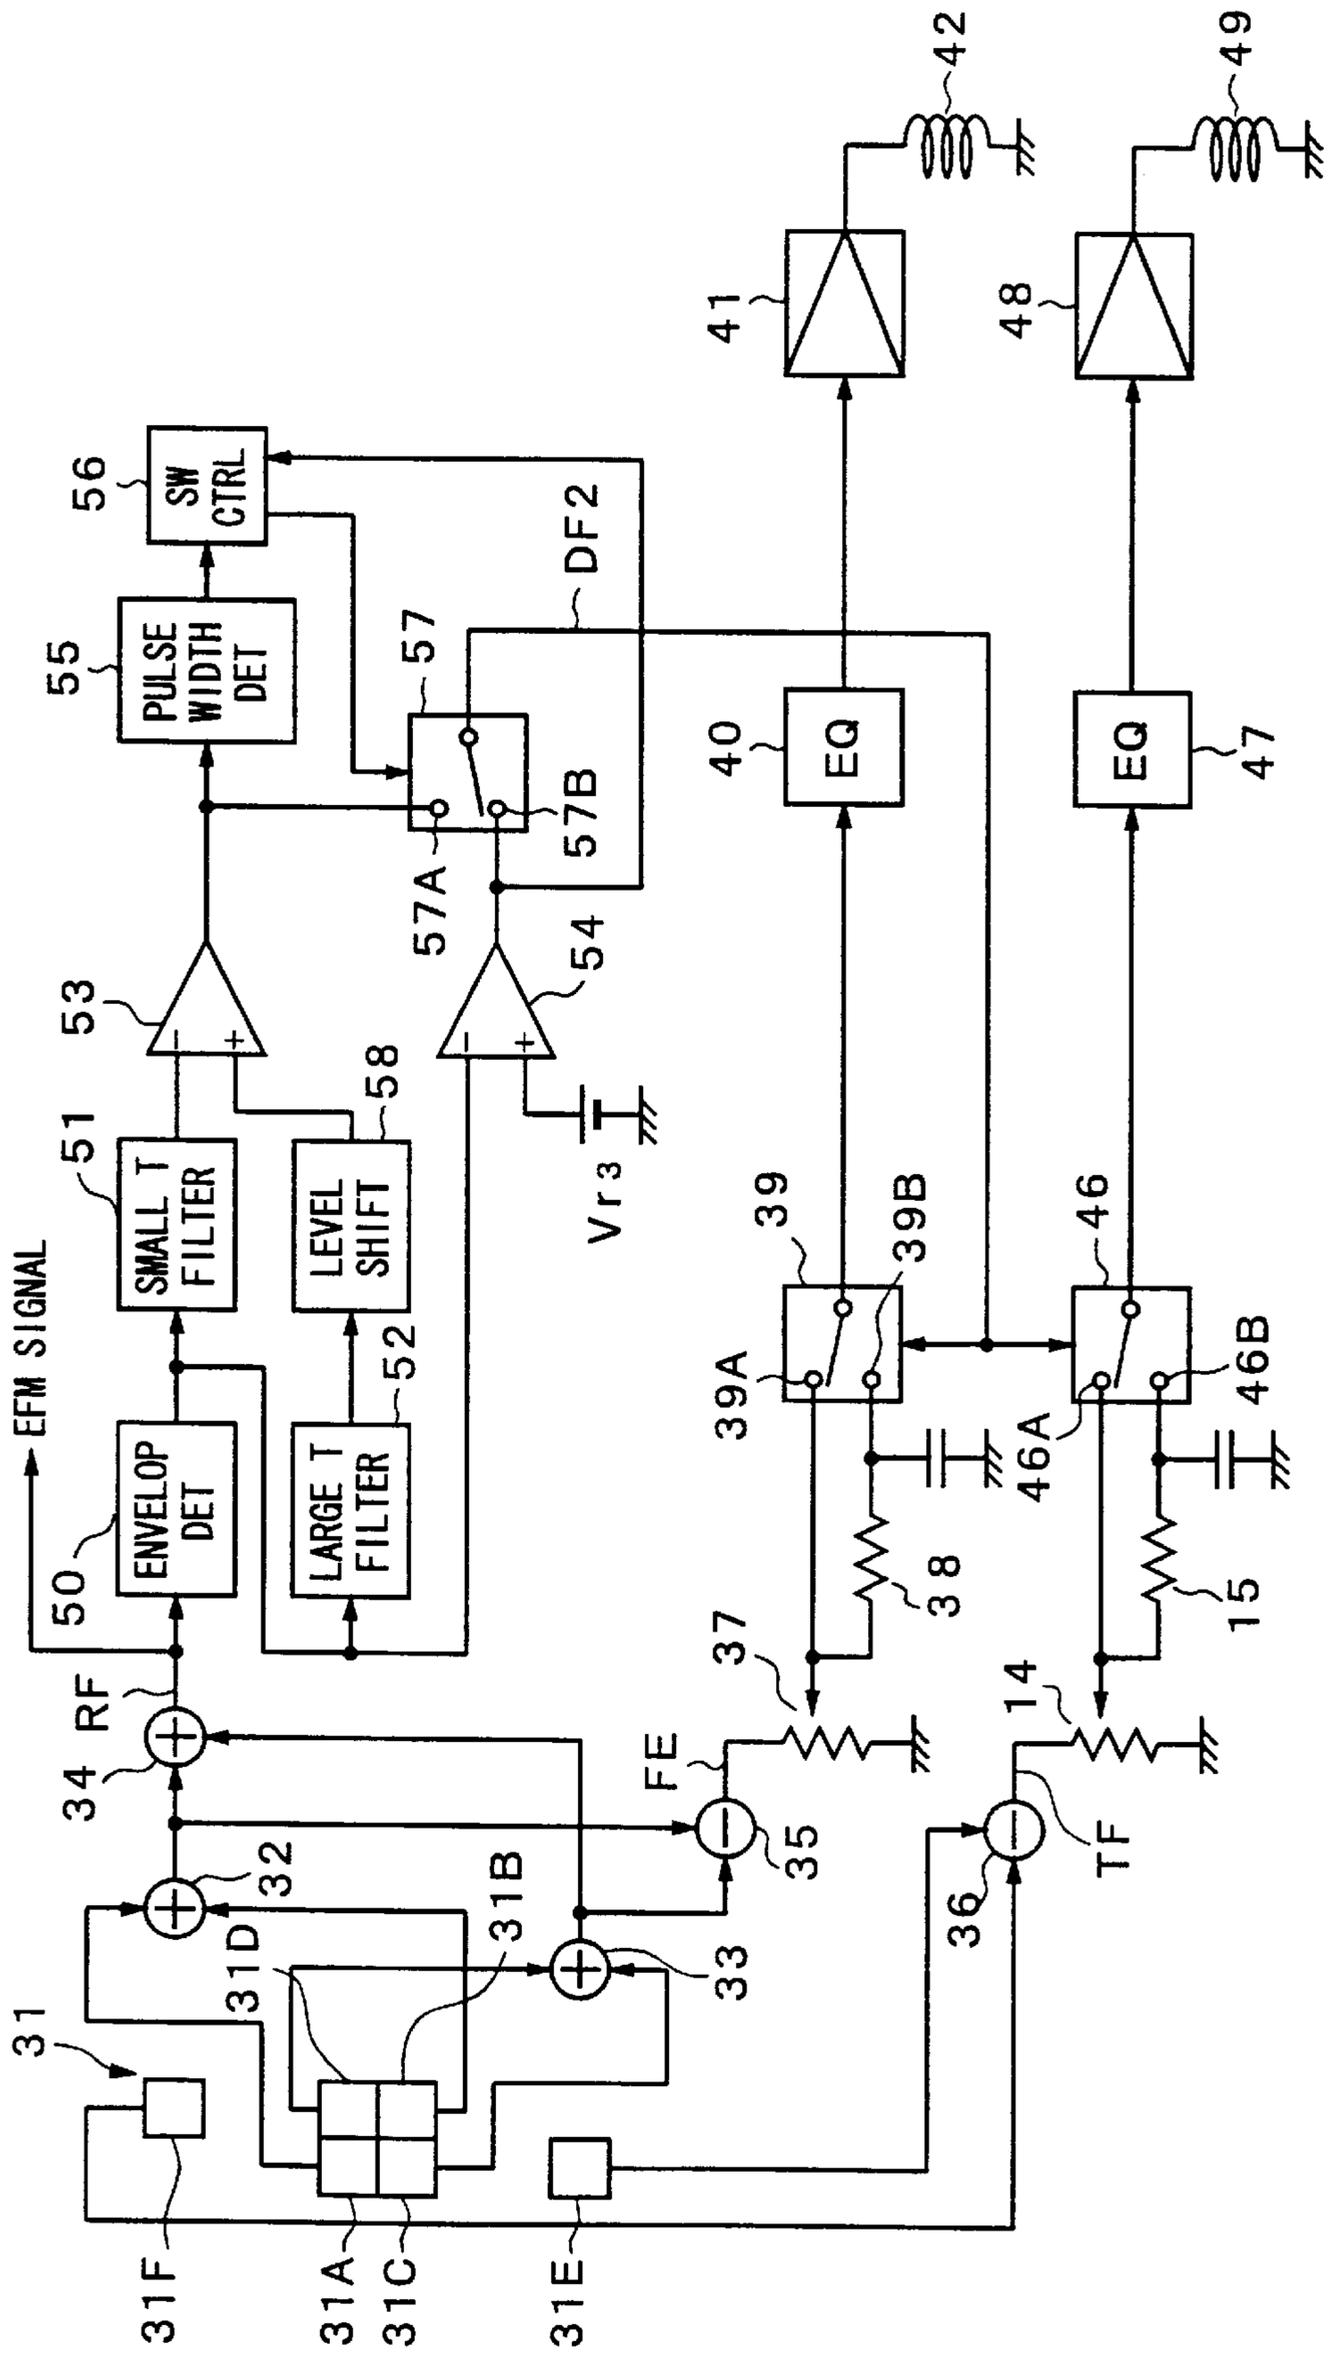 31
31F
31A
31C
31E
31D
31B
32
33
34
RF
EFM SIGNAL
35
FE
36
TF
50
ENVELOP
DET
51
SMALL T
FILTER
52
LARGE T
FILTER
58
LEVEL
SHIFT
53
-
+
54
-
+
Vr3
55
PULSE
WIDTH
DET
56
SW
CTRL
57
57A
57B
DF2
37
38
39
39A
39B
40
EQ
41
42
14
15
46
46A
46B
47
EQ
48
49